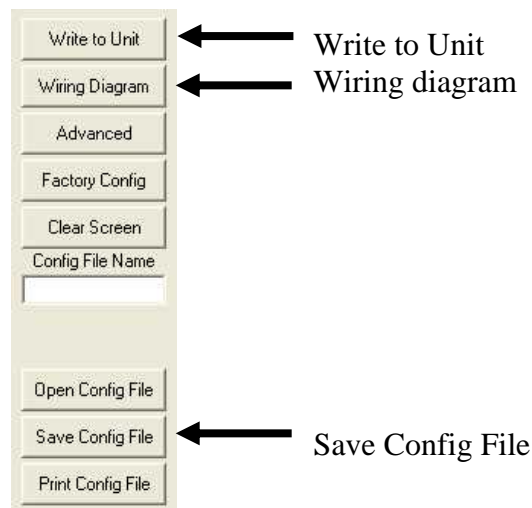 Write to Unit
Write to Unit
Wiring Diagram
Wiring diagram
Advanced
Factory Config
Clear Screen
Config File Name
Open Config File
Save Config File
Save Config File
Print Config File